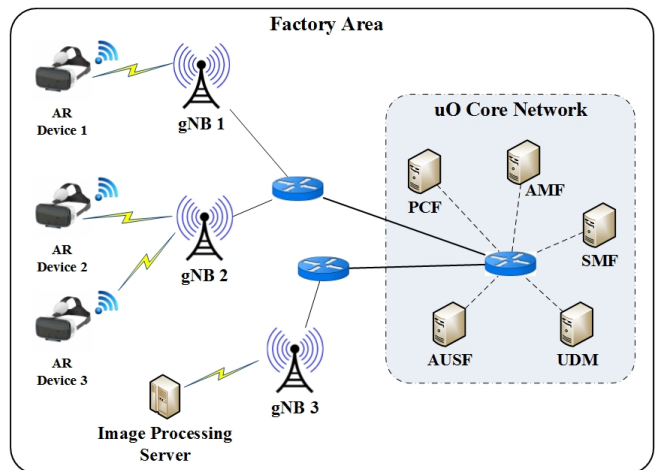 Factory Area
AR
Device 1
gNB 1
uO Core Network
PCF
AMF
SMF
AR
Device 2
gNB 2
AUSF
UDM
AR
Device 3
gNB 3
Image Processing
Server